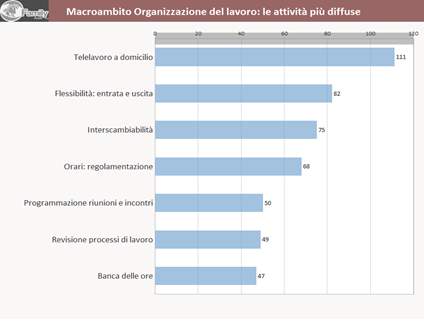 Family
Macroambito Organizzazione del lavoro: le attività più diffuse
0 20 40 60 80 100 120
Telelavoro a domicilio 111
Flessibilità: entrata e uscita 82
Interscambiabilità 75
Orari: regolamentazione 68
Programmazione riunioni e incontri 50
Revisione processi di lavoro 49
Banca delle ore 47